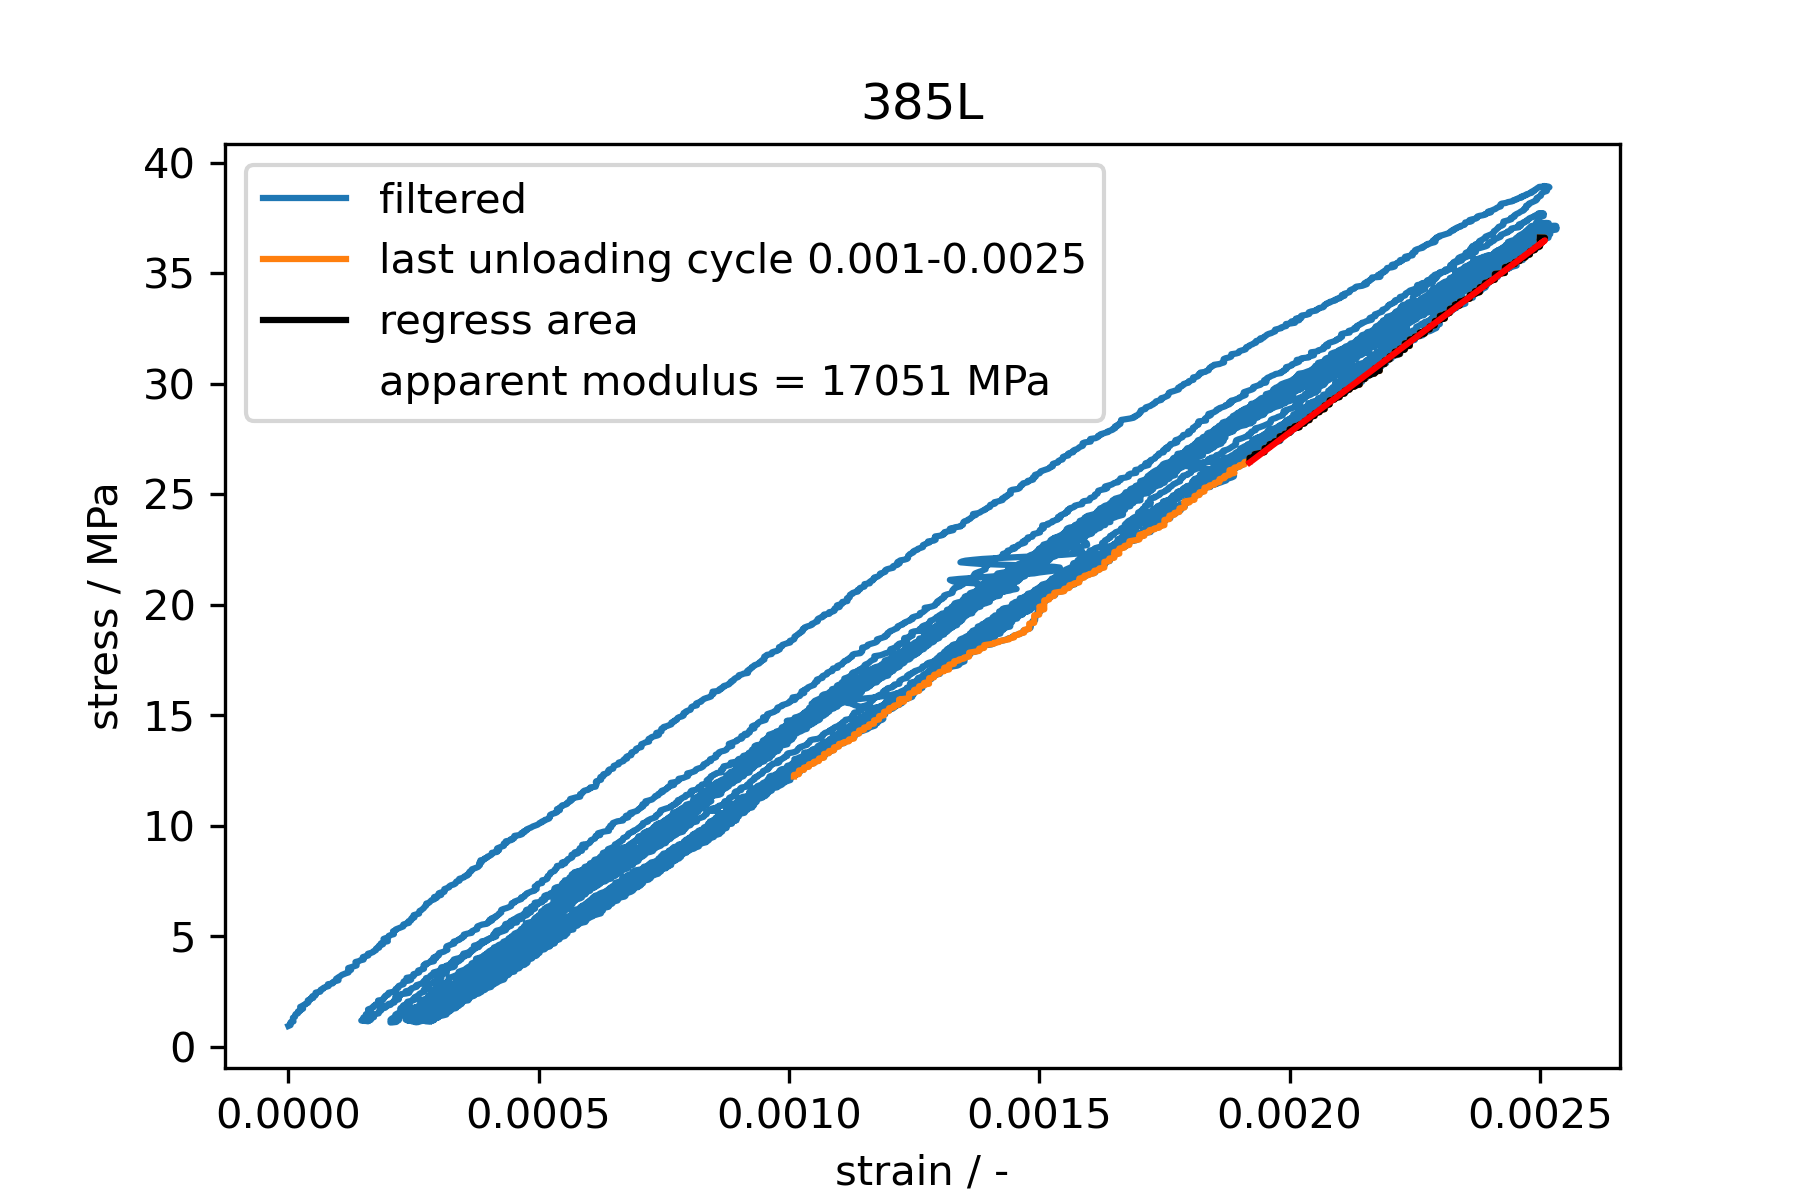 385L
filtered
last unloading cycle 0.001-0.0025
regress area
apparent modulus = 17051 MPa
40
35
30
25
20
15
10
5
0
stress / MPa
0.0000 0.0005 0.0010 0.0015 0.0020 0.0025
strain / -